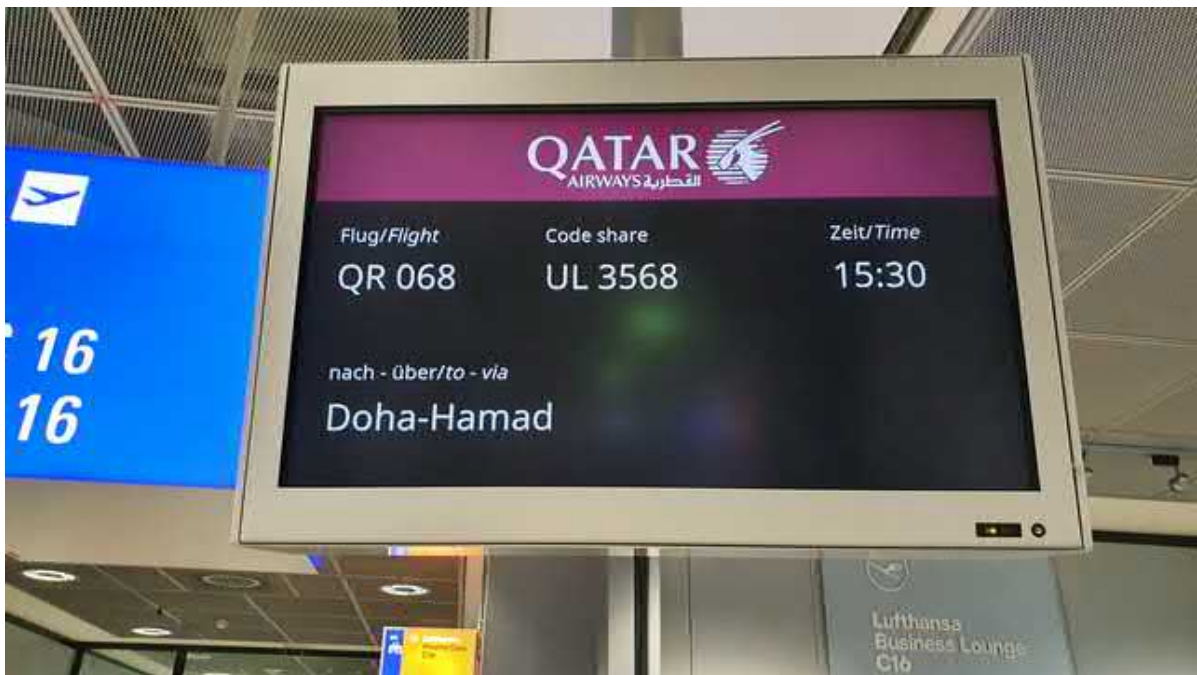 QATAR
AIRWAYS القطرية
Flug/Flight Code share Zeit/Time
QR 068 UL 3568 15:30
nach - über/to - via
Doha-Hamad
16
16
Lufthansa
Business Lounge
C16